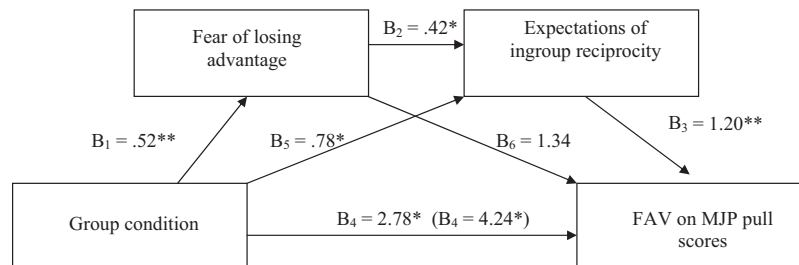 Fear of losing
advantage
B2 = .42*
Expectations of
ingroup reciprocity
B1 = .52**
B5 = .78*
B6 = 1.34
B3 = 1.20**
Group condition
B4 = 2.78* (B4 = 4.24*)
FAV on MJP pull
scores